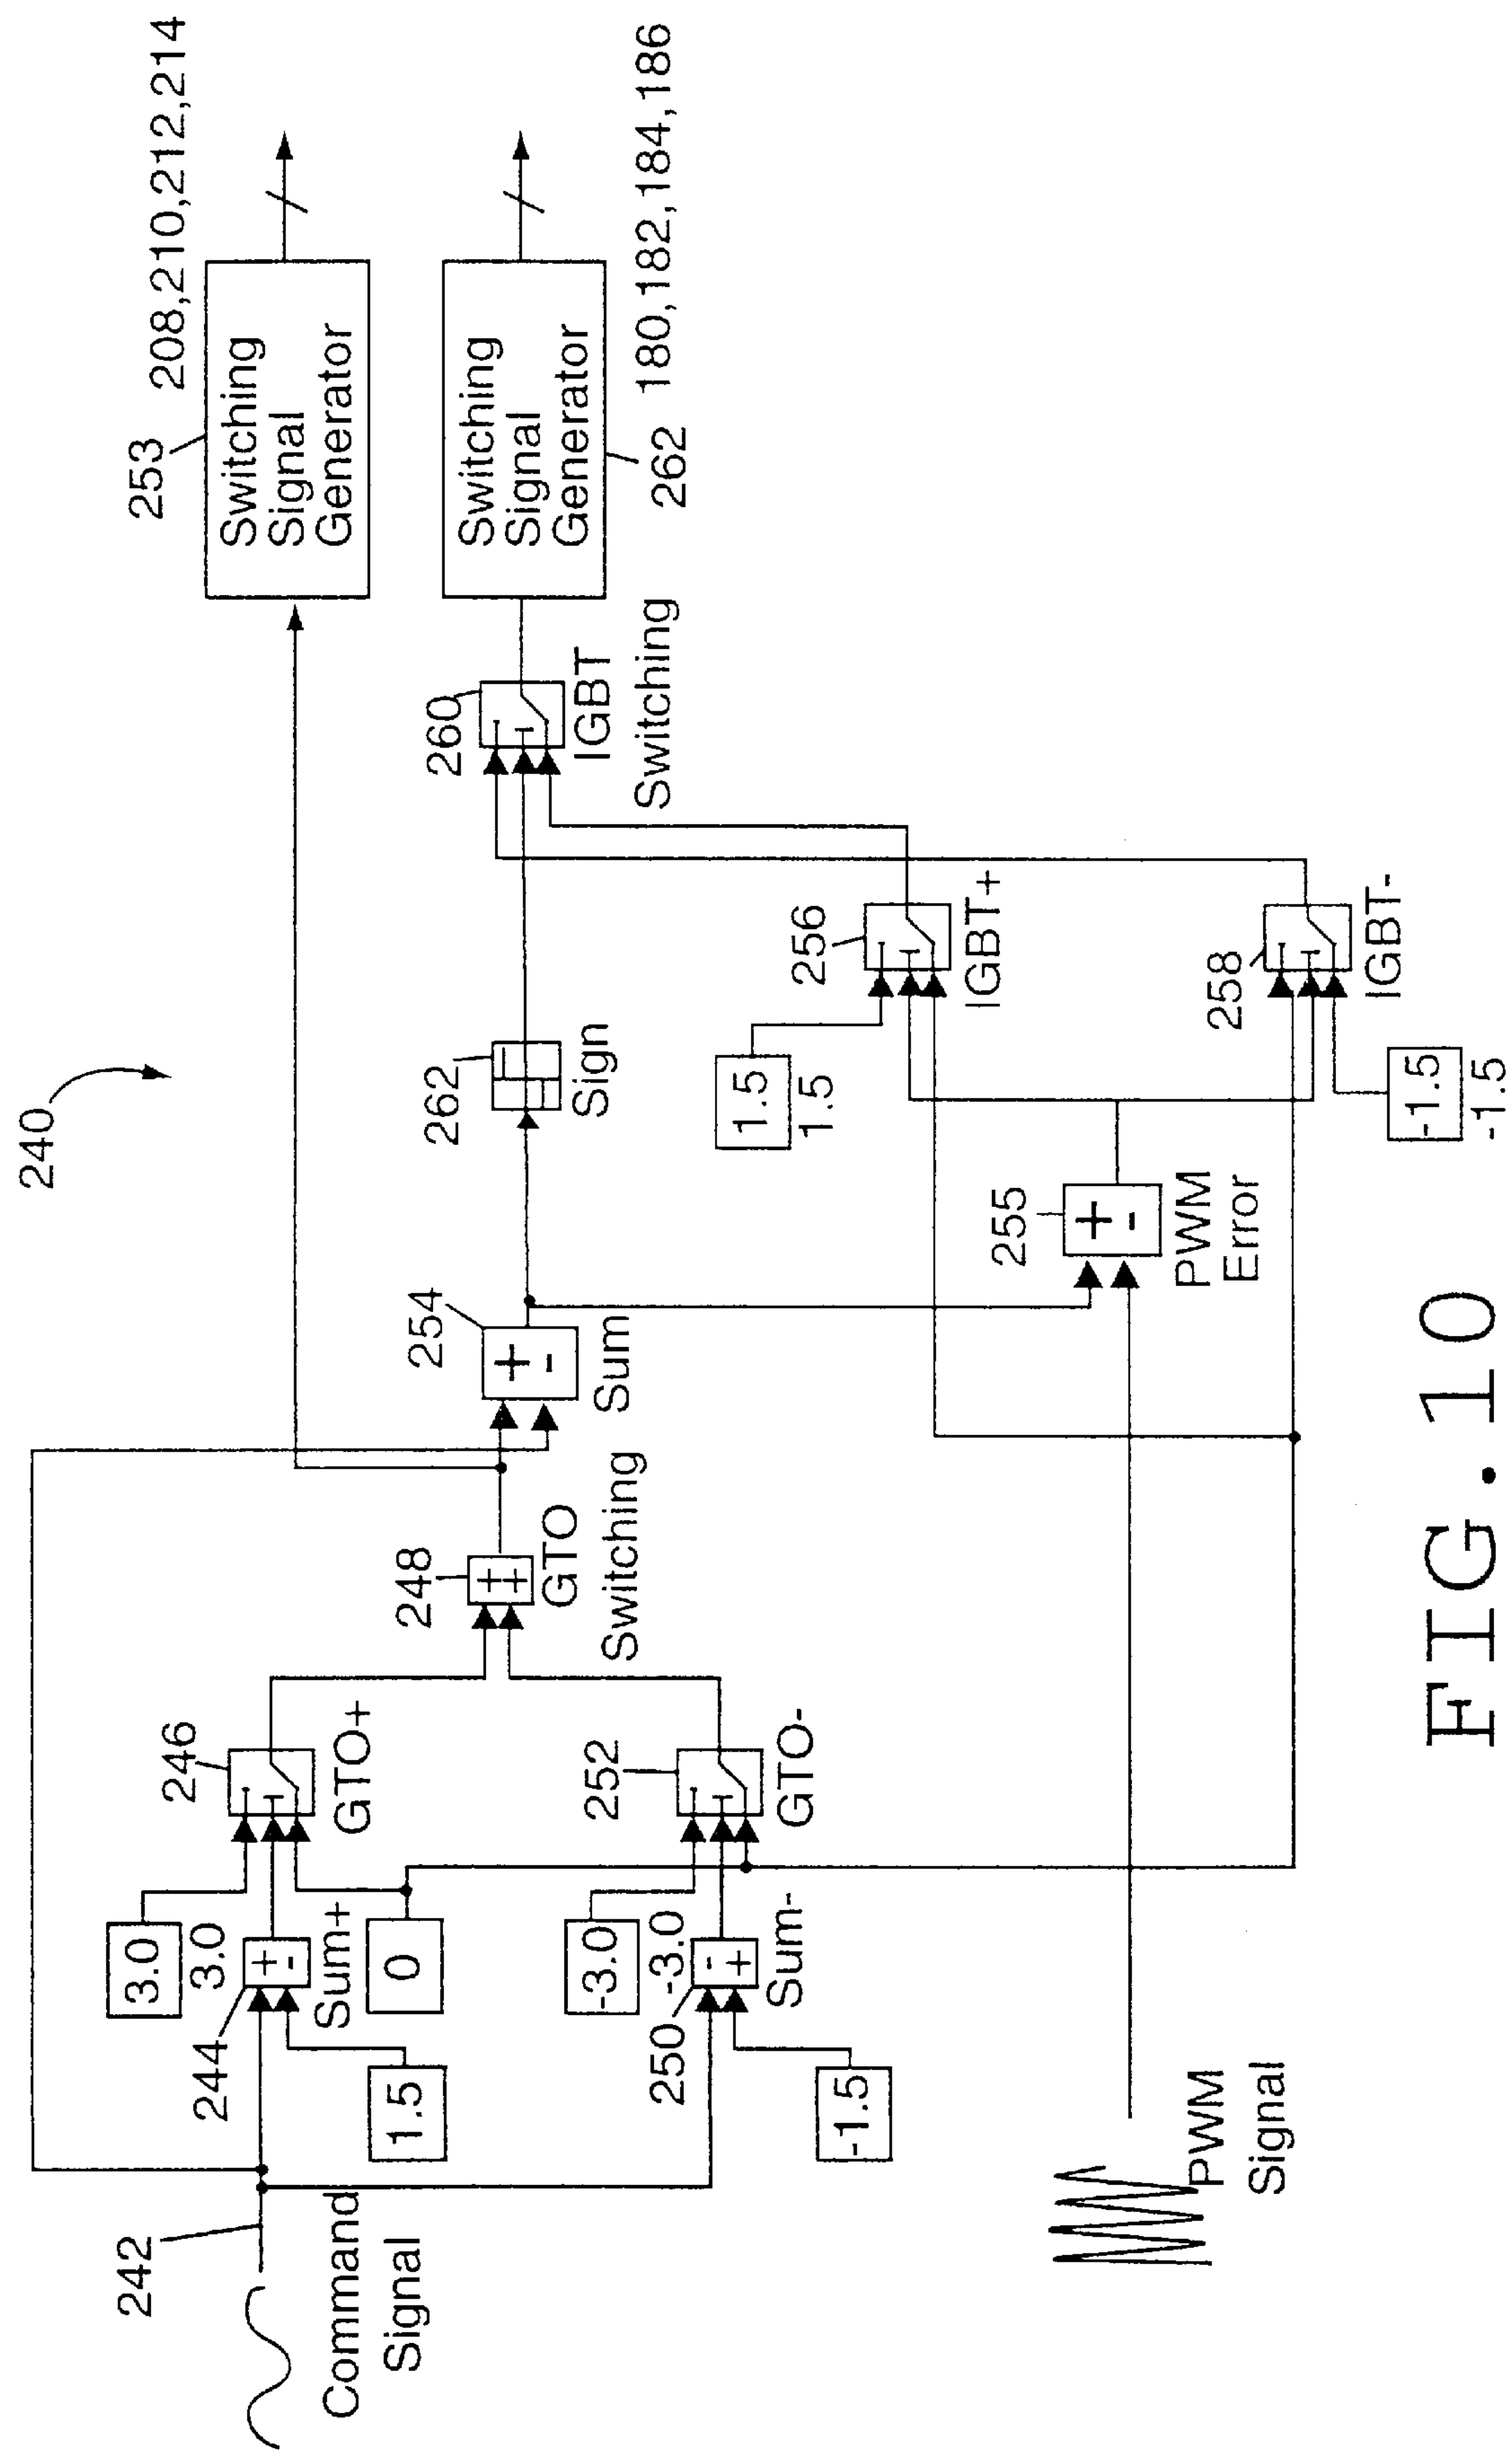 240
253
208,210,212,214
Switching
Signal
Generator
Switching
Signal
Generator
262
180,182,184,186
242
Command
Signal
244
3.0
3.0
+
-
Sum+
1.5
0
246
GTO+
250
-3.0
-3.0
-
+
Sum-
-1.5
252
GTO-
248
+
+
GTO
Switching
254
+
-
Sum
262
Sign
260
IGBT
Switching
255
+
-
PWM
Error
1.5
1.5
256
IGBT+
258
IGBT-
-1.5
-1.5
PWM
Signal
FIG.10